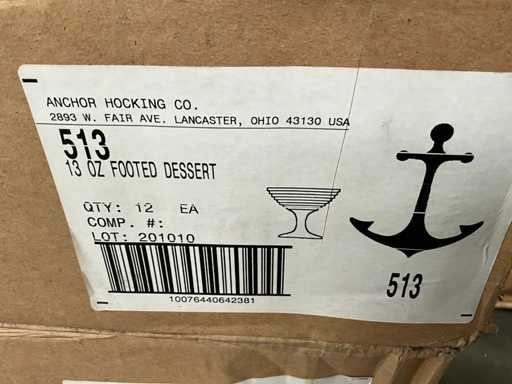 ANCHOR HOCKING CO.
2893 W. FAIR AVE. LANCASTER, OHIO 43130 USA
513
13 OZ FOOTED DESSERT
QTY: 12 EA
COMP. #:
LOT: 201010
10076440642381
513